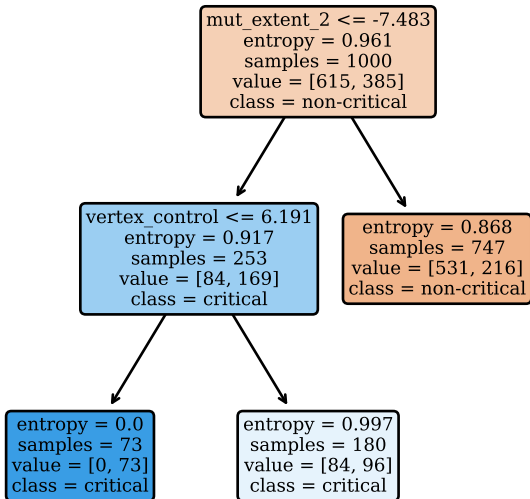 mut_extent_2 <= -7.483
entropy = 0.961
samples = 1000
value = [615, 385]
class = non-critical
vertex_control <= 6.191
entropy = 0.917
samples = 253
value = [84, 169]
class = critical
entropy = 0.868
samples = 747
value = [531, 216]
class = non-critical
entropy = 0.0
samples = 73
value = [0, 73]
class = critical
entropy = 0.997
samples = 180
value = [84, 96]
class = critical